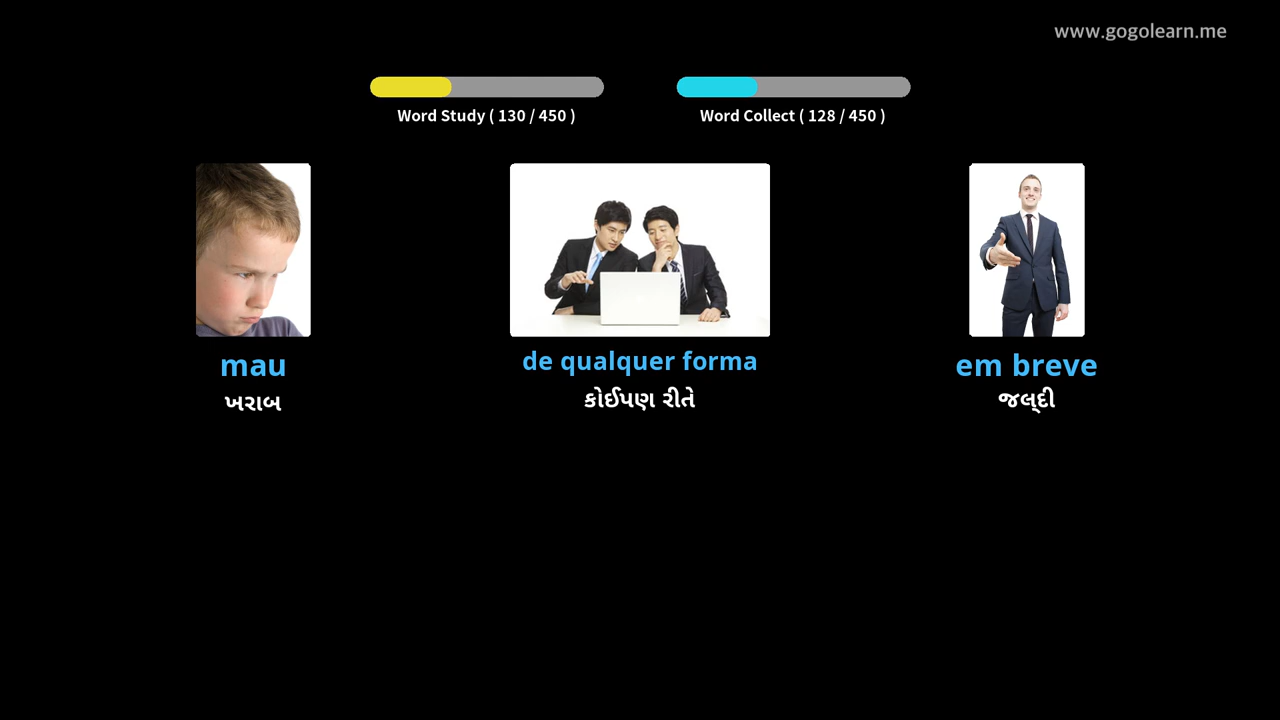 www.gogolearn.me
Word Study ( 130 / 450 )
Word Collect ( 128 / 450 )
mau
de qualquer forma
em breve
ખરાબ
કોઈપણ રીતે
જલ્દી